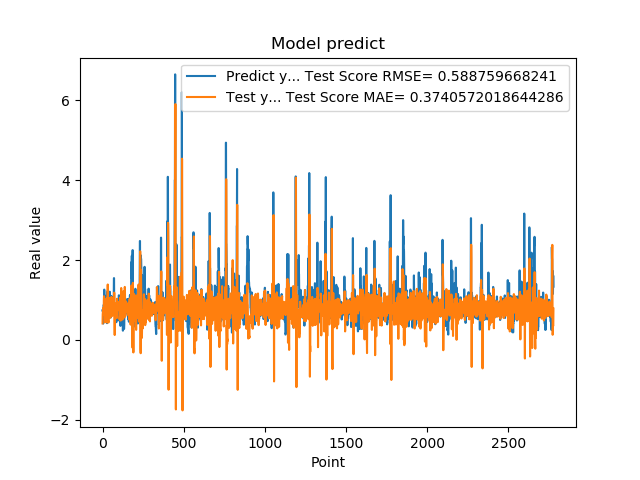 Model predict
Predict y... Test Score RMSE= 0.588759668241
Test y... Test Score MAE= 0.3740572018644286
Real value
6
4
2
0
−2
0 500 1000 1500 2000 2500
Point